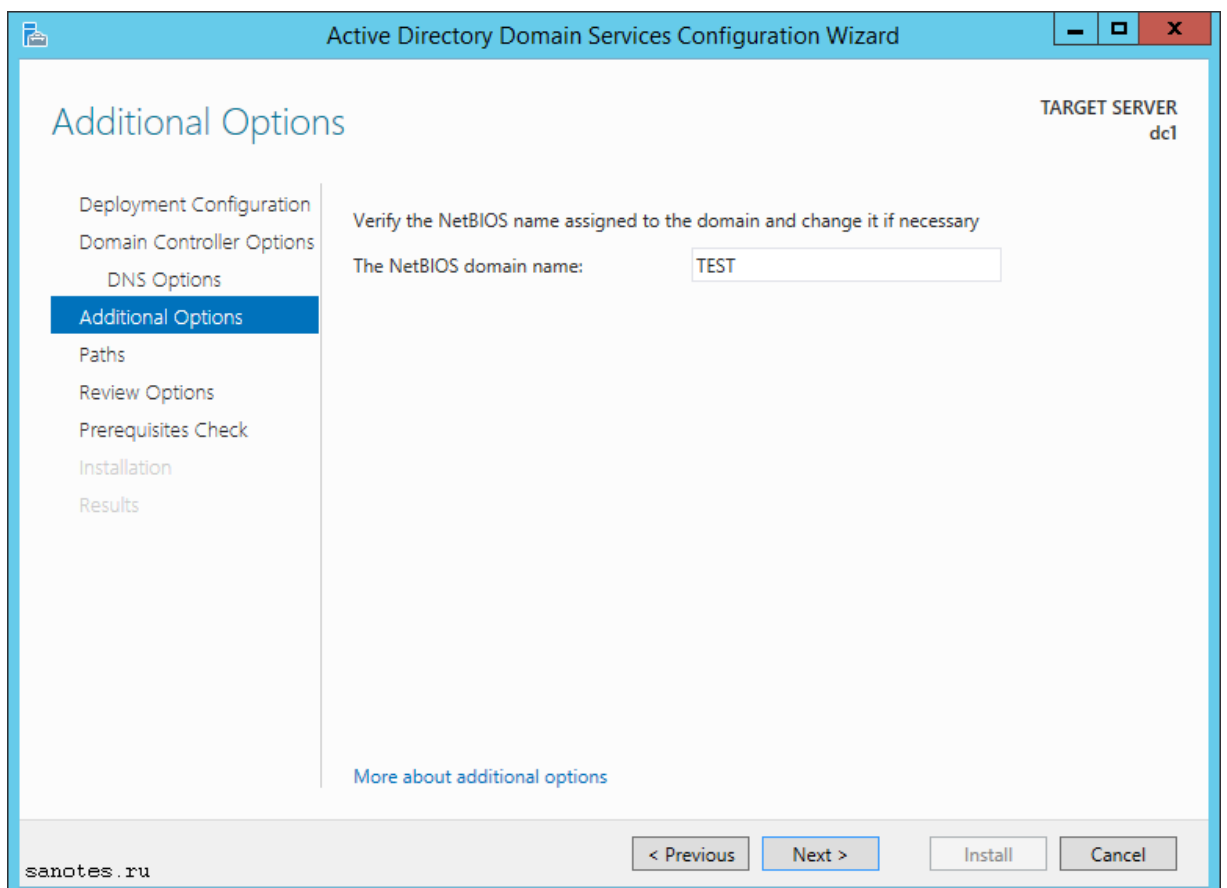 Active Directory Domain Services Configuration Wizard
Additional Options
TARGET SERVER
dc1
Deployment Configuration
Domain Controller Options
DNS Options
Additional Options
Paths
Review Options
Prerequisites Check
Installation
Results
Verify the NetBIOS name assigned to the domain and change it if necessary
The NetBIOS domain name: TEST
More about additional options
< Previous Next > Install Cancel
sanotes.ru